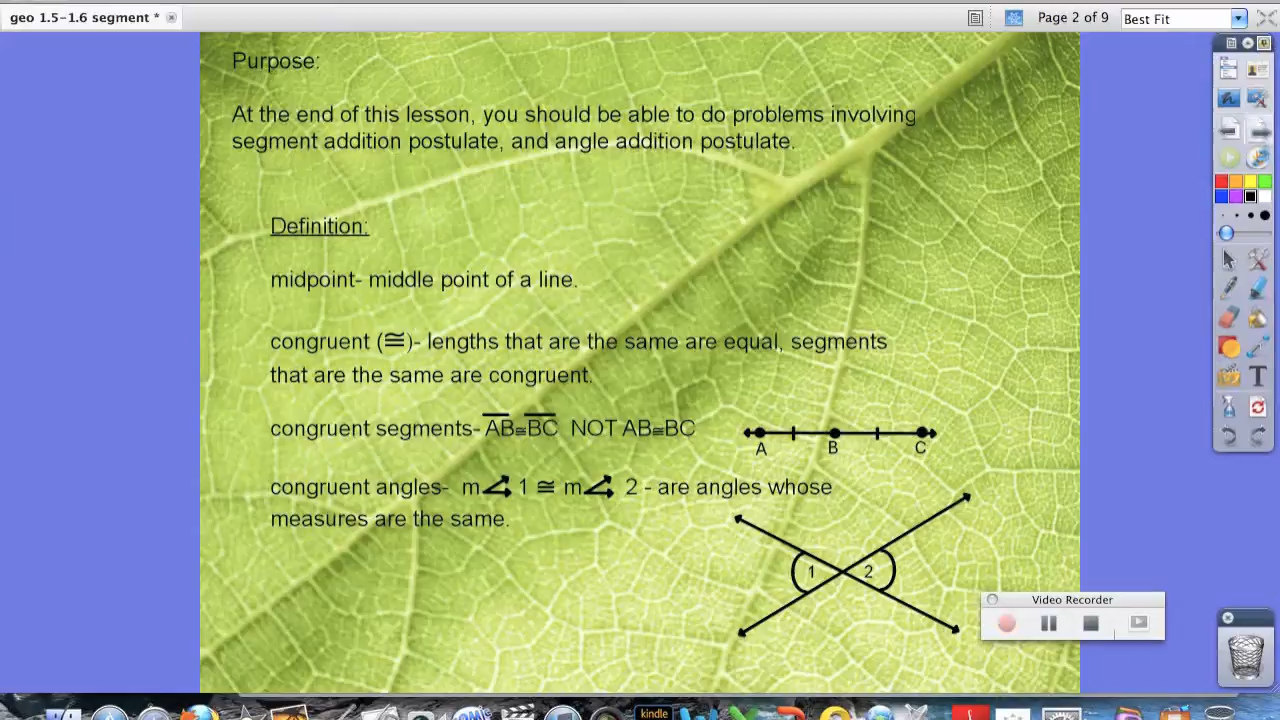 geo 1.5-1.6 segment *
Page 2 of 9
Best Fit
Purpose:
At the end of this lesson, you should be able to do problems involving
segment addition postulate, and angle addition postulate.
Definition:
midpoint- middle point of a line.
congruent (≅)- lengths that are the same are equal, segments
that are the same are congruent.
congruent segments- A̅B̅≅B̅C̅ NOT AB≅BC
A B C
congruent angles- m∡ 1 ≅ m∡ 2 - are angles whose
measures are the same.
1 2
Video Recorder
T
kindle